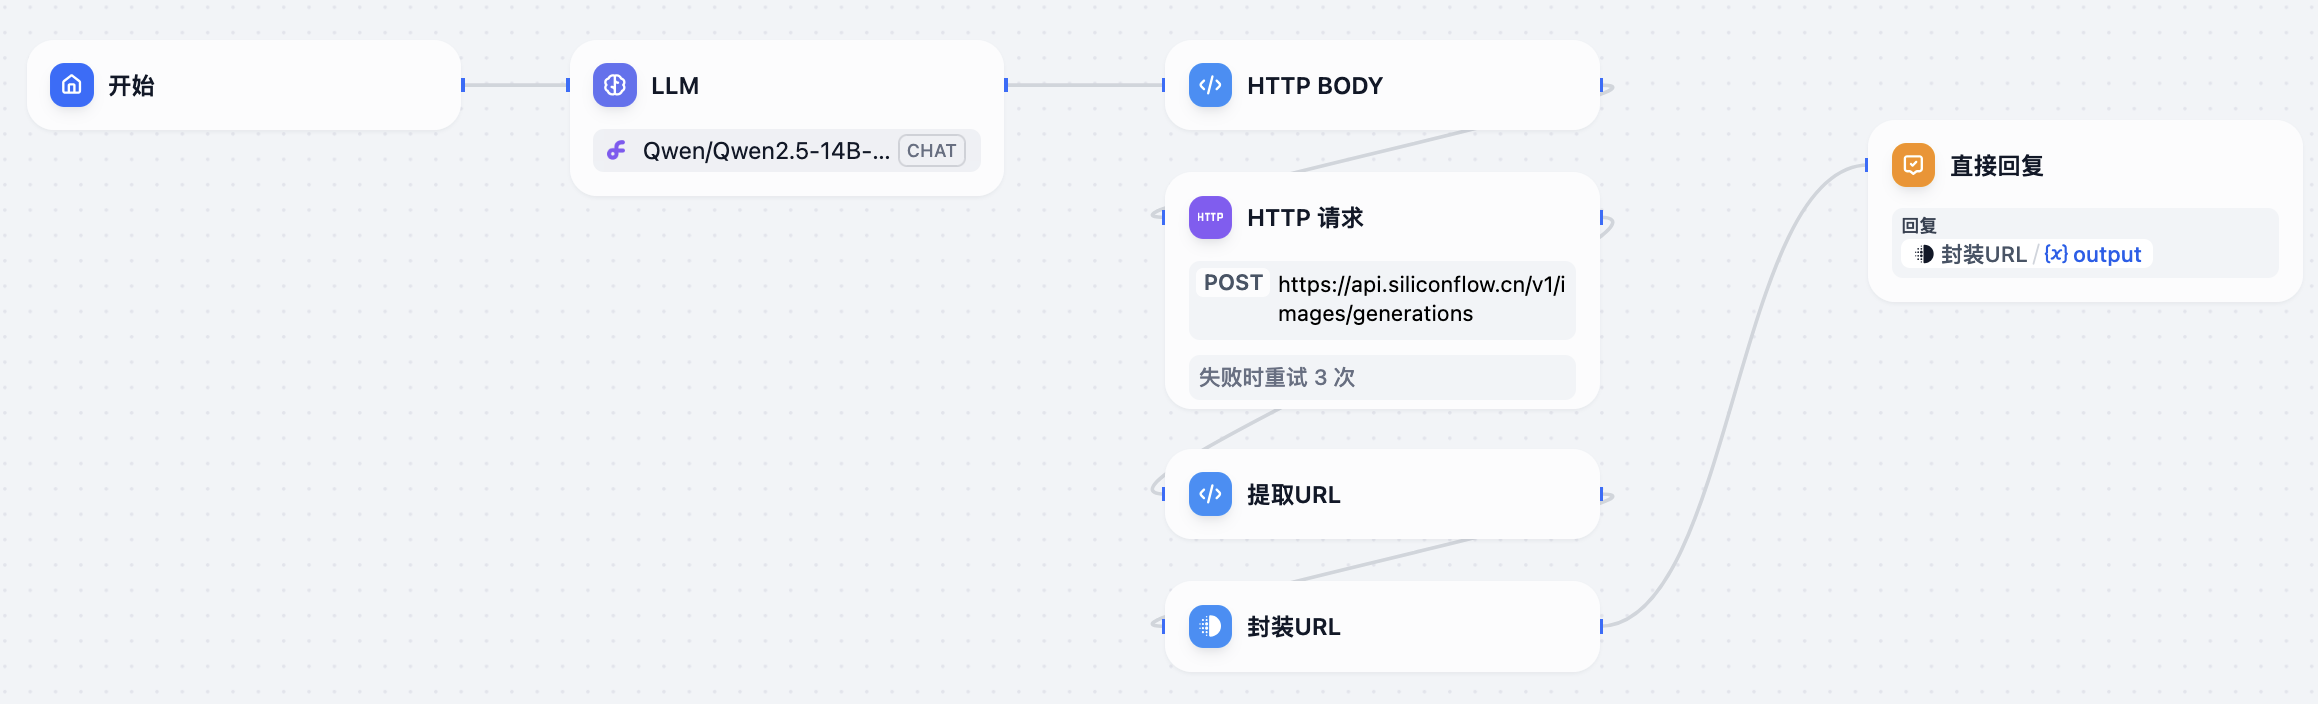 开始
LLM
Qwen/Qwen2.5-14B-... CHAT
HTTP BODY
HTTP HTTP 请求
POST https://api.siliconflow.cn/v1/i
mages/generations
失败时重试 3 次
提取URL
封装URL
直接回复
回复
封装URL / {x} output